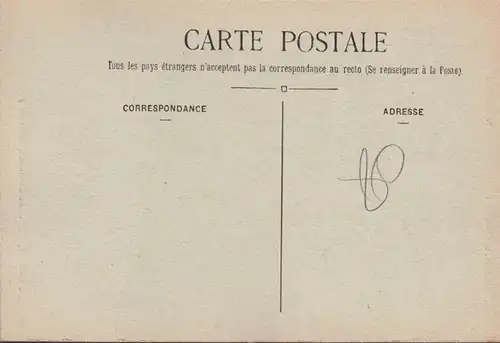 CARTE POSTALE
Tous les pays étrangers n'acceptent pas la correspondance au recto (Se renseigner à la Poste)
CORRESPONDANCE
ADRESSE